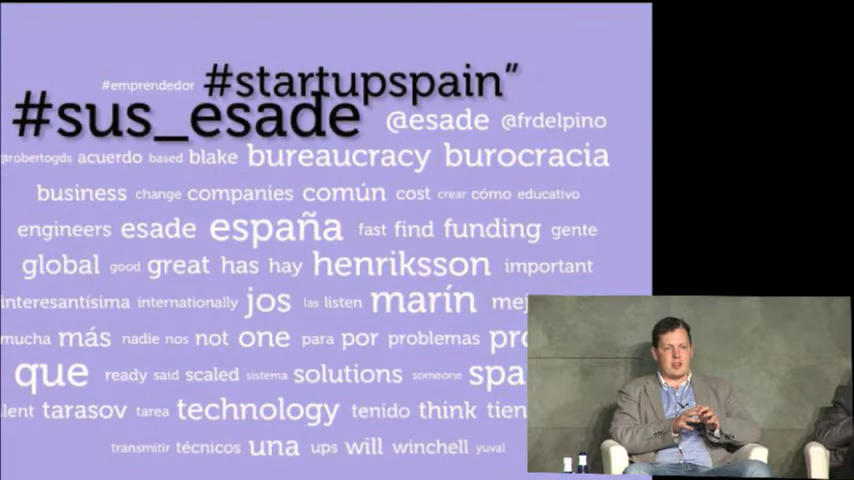 #emprendedor #startupspain”
#sus_esade @esade @frdelpino
@robertogds acuerdo based blake bureaucracy burocracia
business change companies común cost crear cómo educativo
engineers esade españa fast find funding gente
global good great has hay henriksson important
interesantísima internationally jos las listen marín
mucha más nadie nos not one para por problemas
que ready said scaled sistema solutions someone
tarasov tarea technology tenido think
transmitir técnicos una ups will winchell yuval